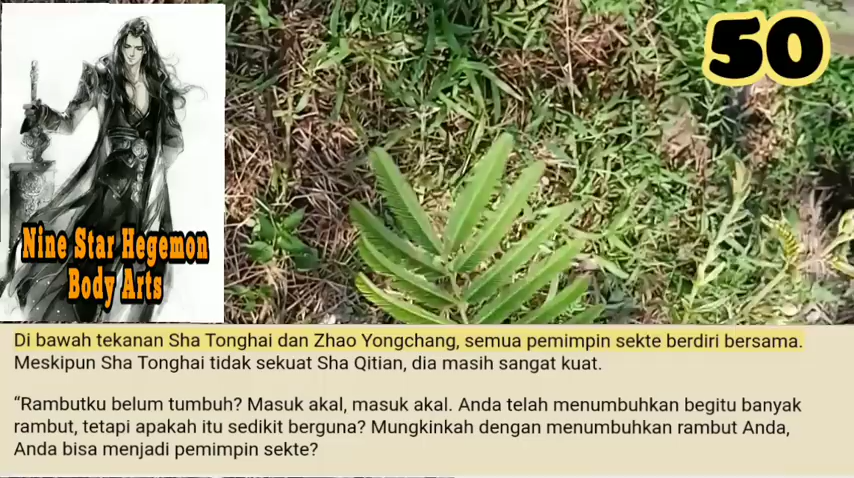 50
Nine Star Hegemon
Body Arts
Di bawah tekanan Sha Tonghai dan Zhao Yongchang, semua pemimpin sekte berdiri bersama.
Meskipun Sha Tonghai tidak sekuat Sha Qitian, dia masih sangat kuat.
“Rambutku belum tumbuh? Masuk akal, masuk akal. Anda telah menumbuhkan begitu banyak
rambut, tetapi apakah itu sedikit berguna? Mungkinkah dengan menumbuhkan rambut Anda,
Anda bisa menjadi pemimpin sekte?